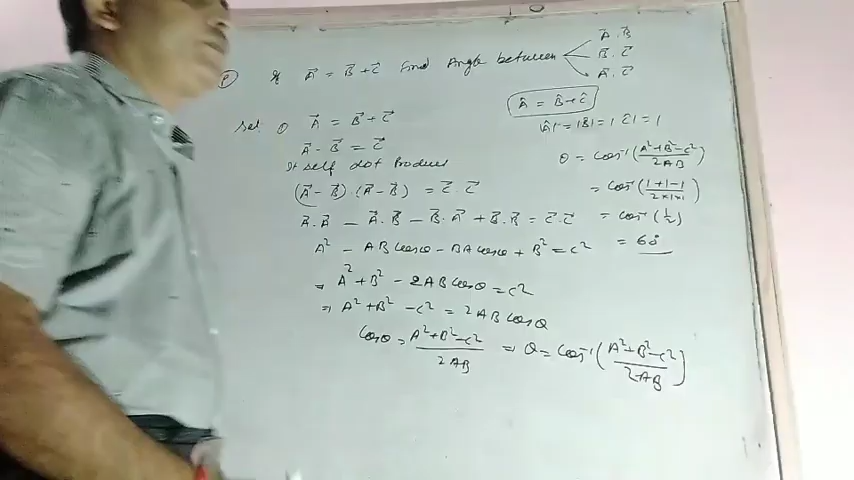 (P) If A⃗ = B⃗ + C⃗ Find Angle between A⃗.B⃗
B⃗.C⃗
A⃗.C⃗
① A⃗ = B⃗ + C⃗
A⃗ - B⃗ = C⃗
It self dot Product
(A⃗ - B⃗).(A⃗ - B⃗) = C⃗.C⃗
A⃗.A⃗ - A⃗.B⃗ - B⃗.A⃗ + B⃗.B⃗ = C⃗.C⃗
A² - AB cosθ - BA cosθ + B² = C²
⇒ A² + B² - 2AB cosθ = C²
⇒ A² + B² - C² = 2AB cosθ
cosθ = (A² + B² - C²)/2AB ⇒ θ = cos⁻¹((A² + B² - C²)/2AB)
Â = B̂ + Ĉ
|Â| = |B̂| = |Ĉ| = 1
θ = cos⁻¹((A² + B² - C²)/2AB)
= cos⁻¹((1+1-1)/2×1×1)
= cos⁻¹(1/2)
= 60°